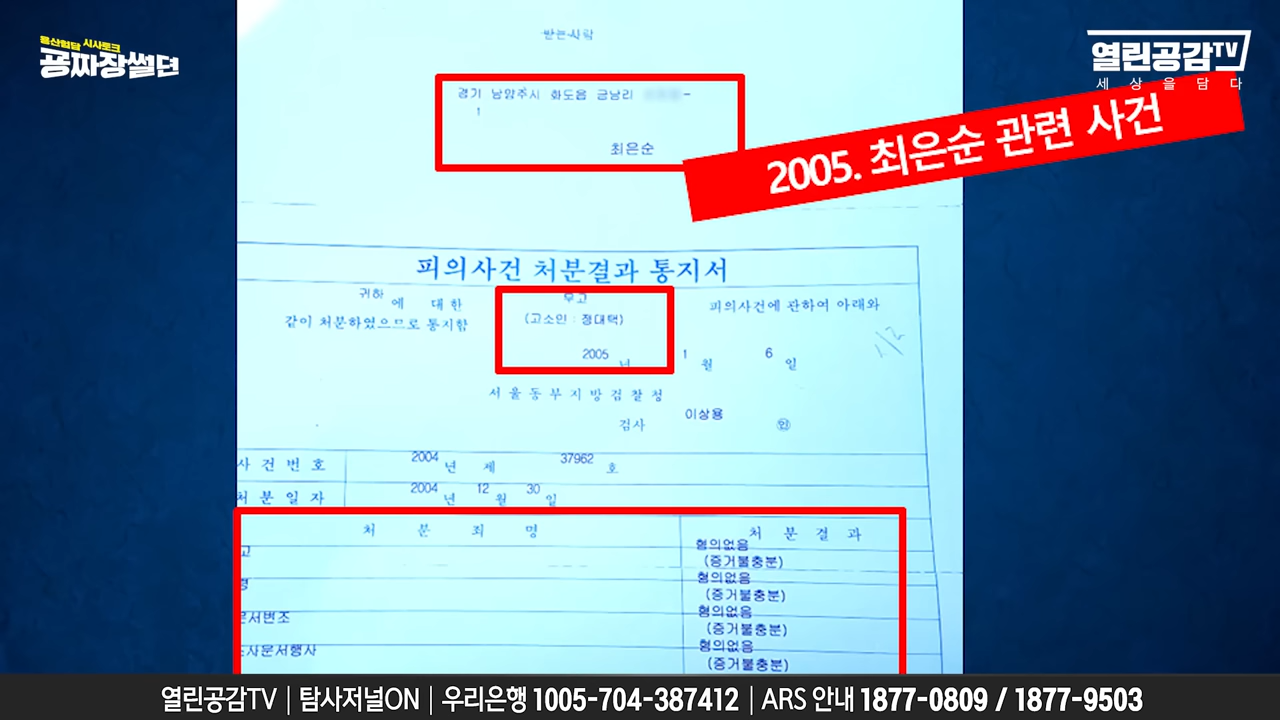 용산험담 시사토크
굥짜장썰뎐
열린공감TV
세상을담다
2005. 최은순 관련 사건
받는사람
경기 남양주시 화도읍 금남리 -
1
최은순
피의사건 처분결과 통지서
귀하에 대한 무고 피의사건에 관하여 아래와
같이 처분하였으므로 통지함 (고소인 : 정대택)
2005 년 1 월 6 일
1/2
서울동부지방검찰청
검사 이상용 ㊞
사건번호 2004 년 제 37962 호
처분일자 2004 년 12 월 30 일
처분죄명 처분결과
고 혐의없음
(증거불충분)
혐의없음
(증거불충분)
문서변조 혐의없음
(증거불충분)
사문서행사 혐의없음
(증거불충분)
열린공감TV | 탐사저널ON | 우리은행 1005-704-387412 | ARS 안내 1877-0809 / 1877-9503